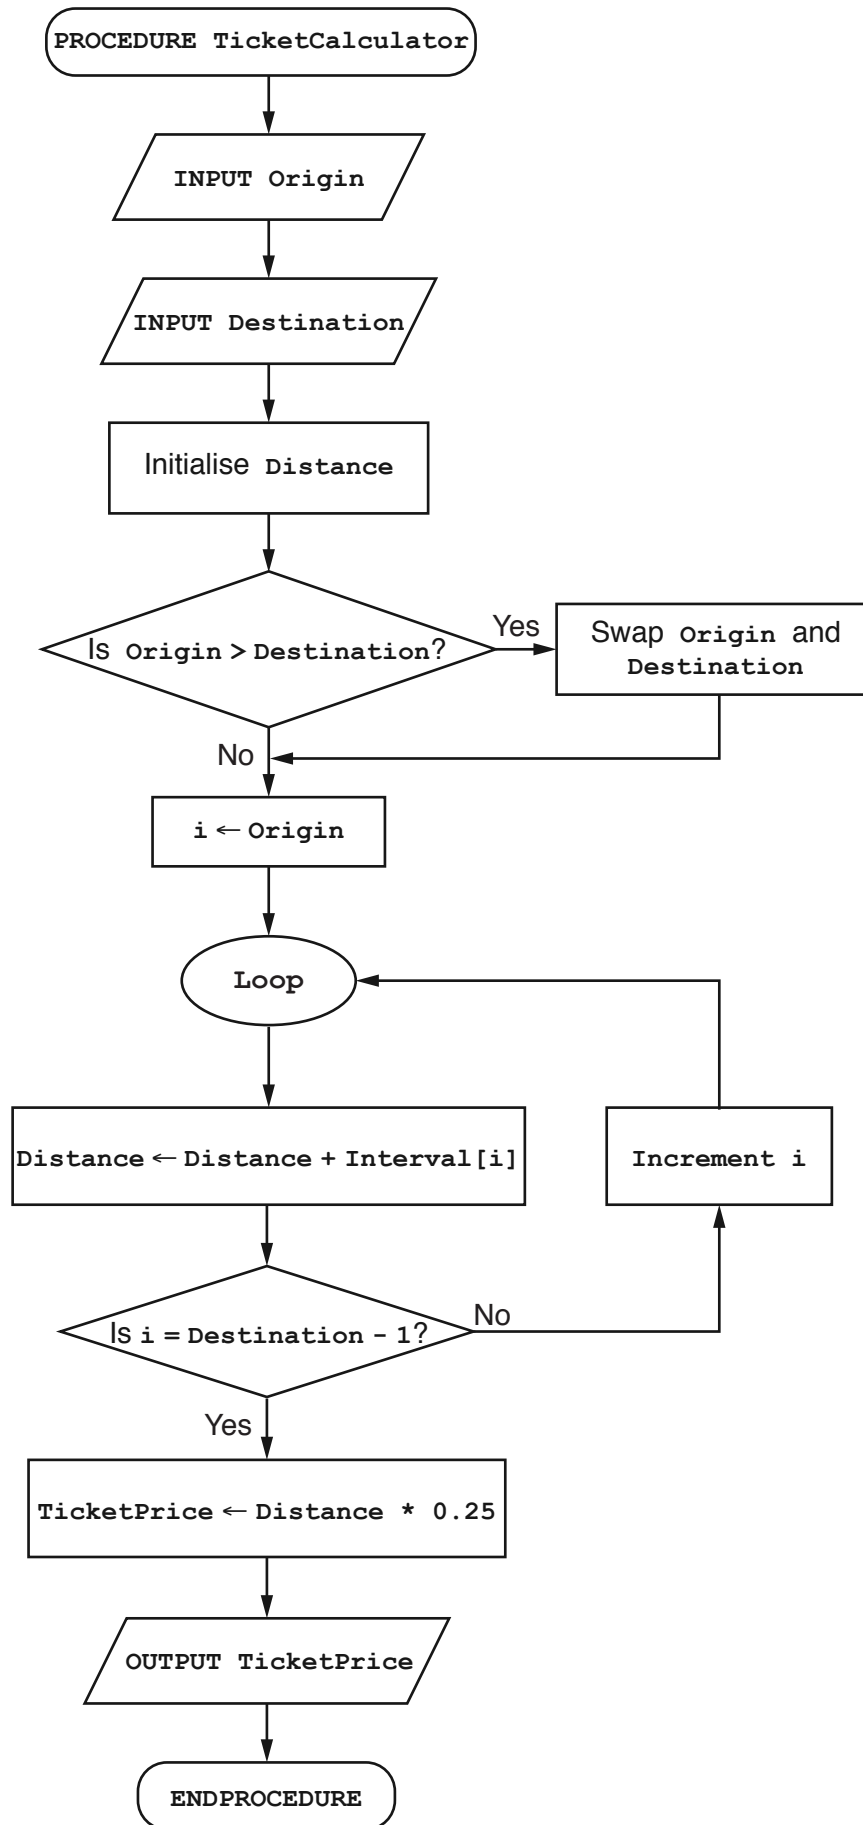 PROCEDURE TicketCalculator
INPUT Origin
INPUT Destination
Initialise Distance
Is Origin > Destination?
Yes
Swap Origin and
Destination
No
i ← Origin
Loop
Distance ← Distance + Interval[i]
Increment i
Is i = Destination - 1?
No
Yes
TicketPrice ← Distance * 0.25
OUTPUT TicketPrice
ENDPROCEDURE